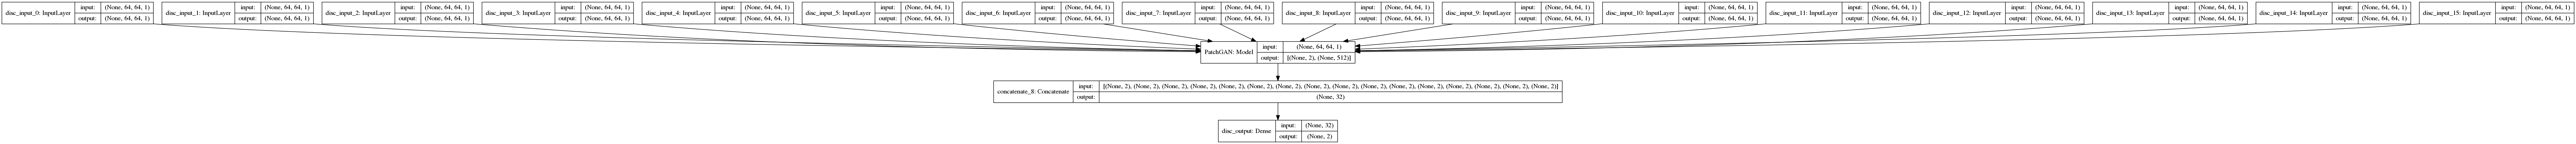 disc_input_0: InputLayer input: (None, 64, 64, 1) output: (None, 64, 64, 1)
disc_input_1: InputLayer input: (None, 64, 64, 1) output: (None, 64, 64, 1)
disc_input_2: InputLayer input: (None, 64, 64, 1) output: (None, 64, 64, 1)
disc_input_3: InputLayer input: (None, 64, 64, 1) output: (None, 64, 64, 1)
disc_input_4: InputLayer input: (None, 64, 64, 1) output: (None, 64, 64, 1)
disc_input_5: InputLayer input: (None, 64, 64, 1) output: (None, 64, 64, 1)
disc_input_6: InputLayer input: (None, 64, 64, 1) output: (None, 64, 64, 1)
disc_input_7: InputLayer input: (None, 64, 64, 1) output: (None, 64, 64, 1)
disc_input_8: InputLayer input: (None, 64, 64, 1) output: (None, 64, 64, 1)
disc_input_9: InputLayer input: (None, 64, 64, 1) output: (None, 64, 64, 1)
disc_input_10: InputLayer input: (None, 64, 64, 1) output: (None, 64, 64, 1)
disc_input_11: InputLayer input: (None, 64, 64, 1) output: (None, 64, 64, 1)
disc_input_12: InputLayer input: (None, 64, 64, 1) output: (None, 64, 64, 1)
disc_input_13: InputLayer input: (None, 64, 64, 1) output: (None, 64, 64, 1)
disc_input_14: InputLayer input: (None, 64, 64, 1) output: (None, 64, 64, 1)
disc_input_15: InputLayer input: (None, 64, 64, 1) output: (None, 64, 64, 1)
PatchGAN: Model input: (None, 64, 64, 1) output: [(None, 2), (None, 512)]
concatenate_8: Concatenate input: [(None, 2), (None, 2), (None, 2), (None, 2), (None, 2), (None, 2), (None, 2), (None, 2), (None, 2), (None, 2), (None, 2), (None, 2), (None, 2), (None, 2), (None, 2), (None, 2)] output: (None, 32)
disc_output: Dense input: (None, 32) output: (None, 2)